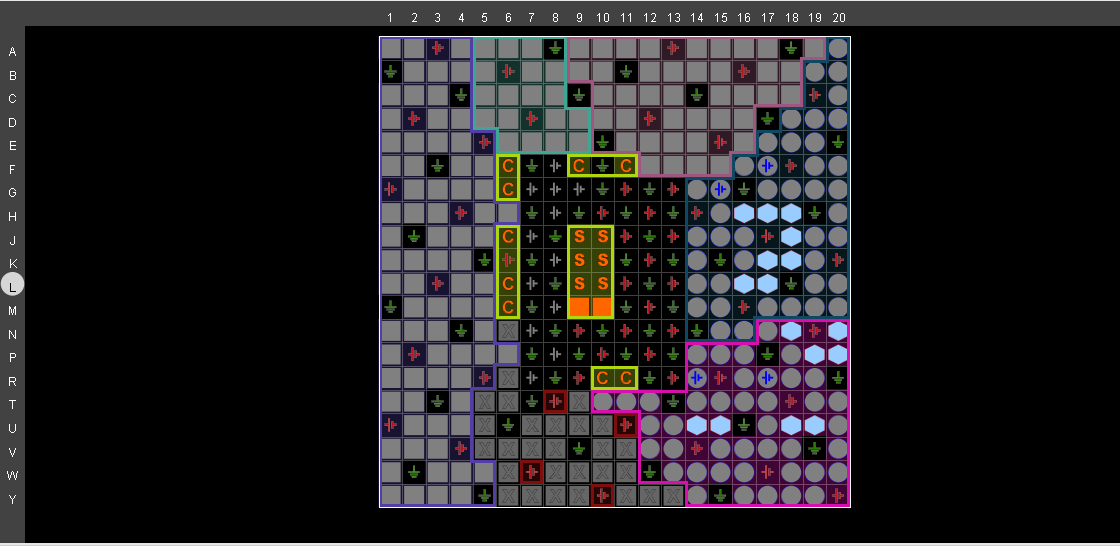 1 2 3 4 5 6 7 8 9 10 11 12 13 14 15 16 17 18 19 20
A
B
C
D
E
F C C C
G C
H
J C S S
K S S
L C S S
M C
N X
P
R X C C
T X X X
U X X X X X
V X X X X X X
W X X X X X
Y X X X X X X X